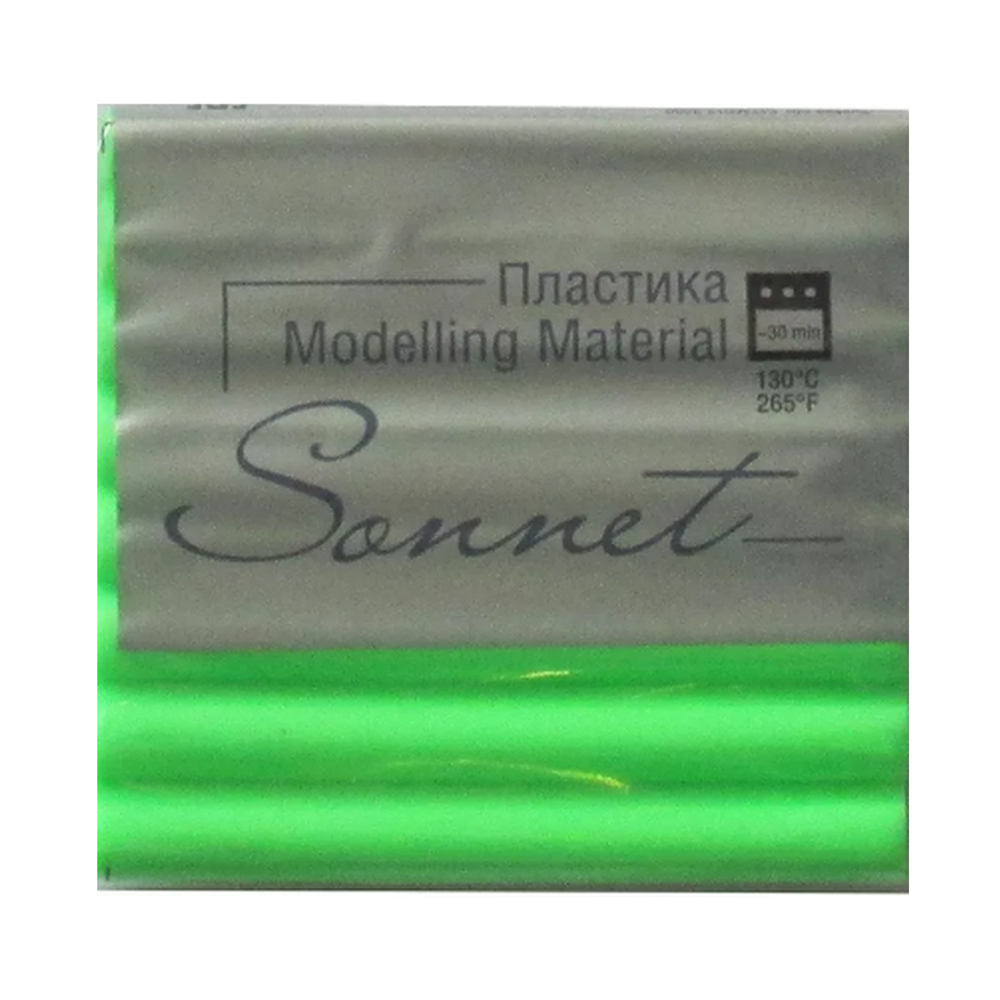 Пластика
Modelling Material
~30 min
130°C
265°F
Sonnet